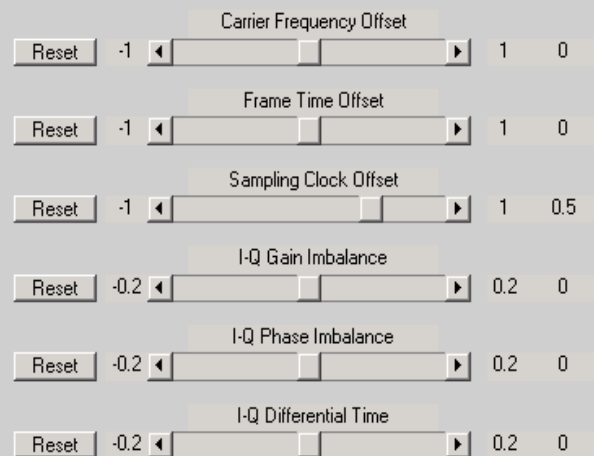 Carrier Frequency Offset
Reset -1 1 0
Frame Time Offset
Reset -1 1 0
Sampling Clock Offset
Reset -1 1 0.5
I-Q Gain Imbalance
Reset -0.2 0.2 0
I-Q Phase Imbalance
Reset -0.2 0.2 0
I-Q Differential Time
Reset -0.2 0.2 0